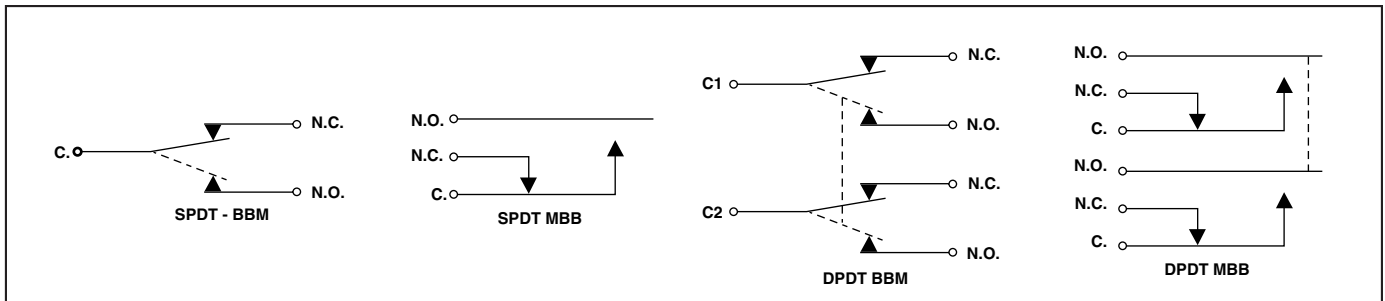 C.
N.C.
N.O.
SPDT - BBM
N.O.
N.C.
C.
SPDT MBB
C1
N.C.
N.O.
C2
N.C.
N.O.
DPDT BBM
N.O.
N.C.
C.
N.O.
N.C.
C.
DPDT MBB